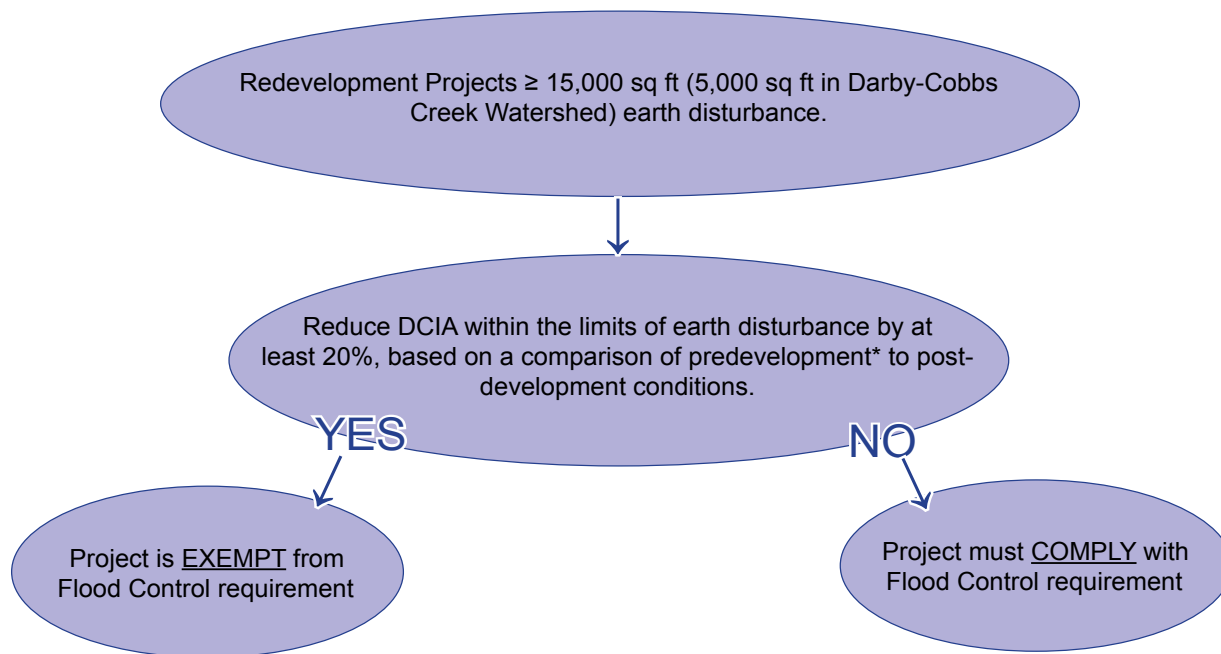 Redevelopment Projects ≥ 15,000 sq ft (5,000 sq ft in Darby-Cobbs
Creek Watershed) earth disturbance.
Reduce DCIA within the limits of earth disturbance by at
least 20%, based on a comparison of predevelopment* to post-
development conditions.
YES
NO
Project is EXEMPT from
Flood Control requirement
Project must COMPLY with
Flood Control requirement